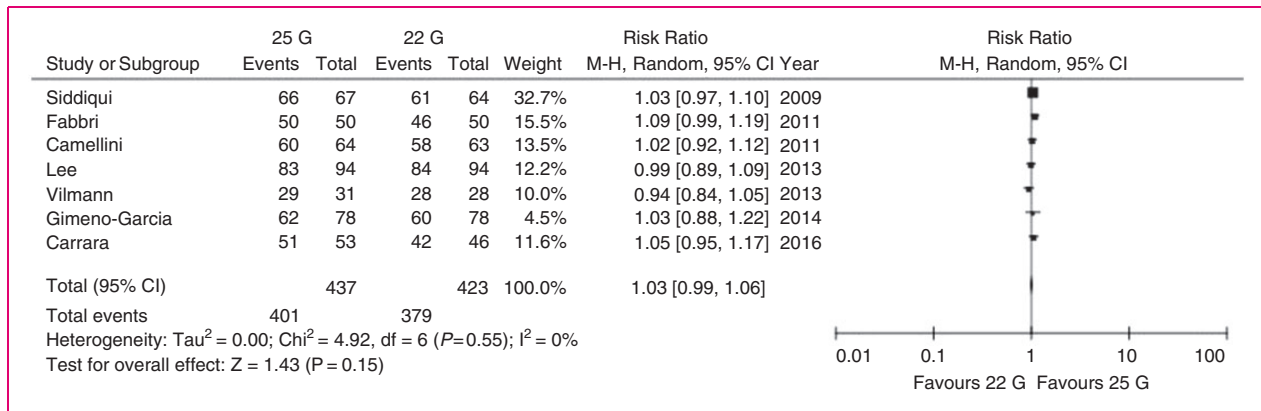 25 G 22 G Risk Ratio Risk Ratio
Study or Subgroup Events Total Events Total Weight M-H, Random, 95% CI Year M-H, Random, 95% CI
Siddiqui 66 67 61 64 32.7% 1.03 [0.97, 1.10] 2009
Fabbri 50 50 46 50 15.5% 1.09 [0.99, 1.19] 2011
Camellini 60 64 58 63 13.5% 1.02 [0.92, 1.12] 2011
Lee 83 94 84 94 12.2% 0.99 [0.89, 1.09] 2013
Vilmann 29 31 28 28 10.0% 0.94 [0.84, 1.05] 2013
Gimeno-Garcia 62 78 60 78 4.5% 1.03 [0.88, 1.22] 2014
Carrara 51 53 42 46 11.6% 1.05 [0.95, 1.17] 2016
Total (95% CI) 437 423 100.0% 1.03 [0.99, 1.06]
Total events 401 379
Heterogeneity: Tau² = 0.00; Chi² = 4.92, df = 6 (P=0.55); I² = 0%
Test for overall effect: Z = 1.43 (P = 0.15)
0.01 0.1 1 10 100
Favours 22 G Favours 25 G